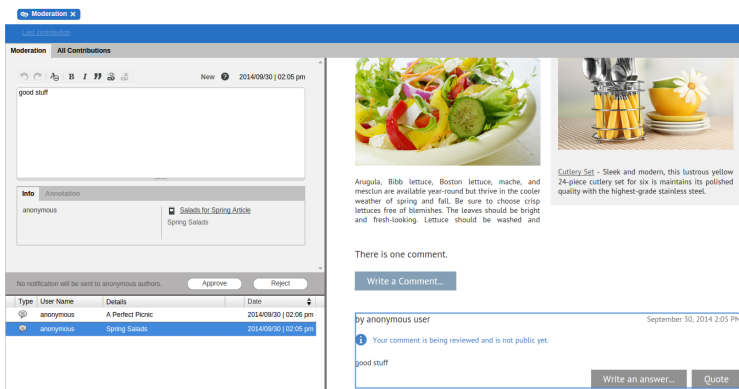 Moderation x
Last contribution
Moderation All Contributions
B I New ? 2014/09/30 | 02:05 pm
good stuff
Info Annotation
anonymous Salads for Spring Article
Spring Salads
No notification will be sent to anonymous authors. Approve Reject
Type User Name Details Date
anonymous A Perfect Picnic 2014/09/30 | 02:06 pm
anonymous Spring Salads 2014/09/30 | 02:05 pm
Arugula, Bibb lettuce, Boston lettuce, mache, and
mesclun are available year-round but thrive in the cooler
weather of spring and fall. Be sure to choose crisp
lettuces free of blemishes. The leaves should be bright
and fresh-looking. Lettuce should be washed and
Cutlery Set - Sleek and modern, this lustrous yellow
24-piece cutlery set for six is maintains its polished
quality with the highest-grade stainless steel.
There is one comment.
Write a Comment...
by anonymous user September 30, 2014 2:05 PM
i Your comment is being reviewed and is not public yet.
good stuff
Write an answer... Quote